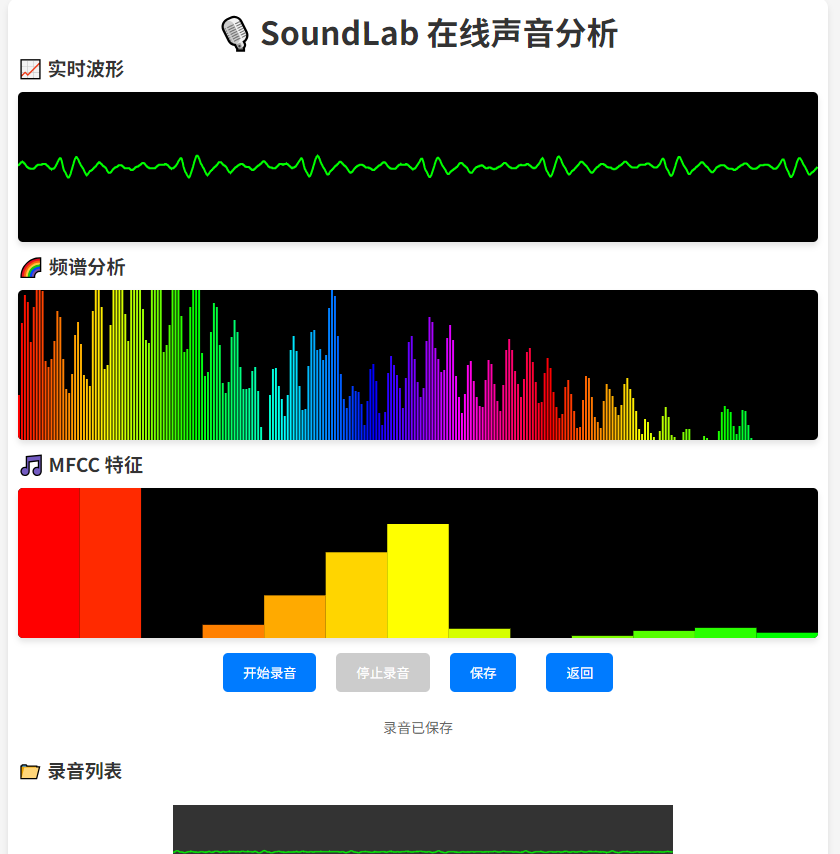 SoundLab 在线声音分析
实时波形
频谱分析
MFCC 特征
开始录音 停止录音 保存 返回
录音已保存
录音列表